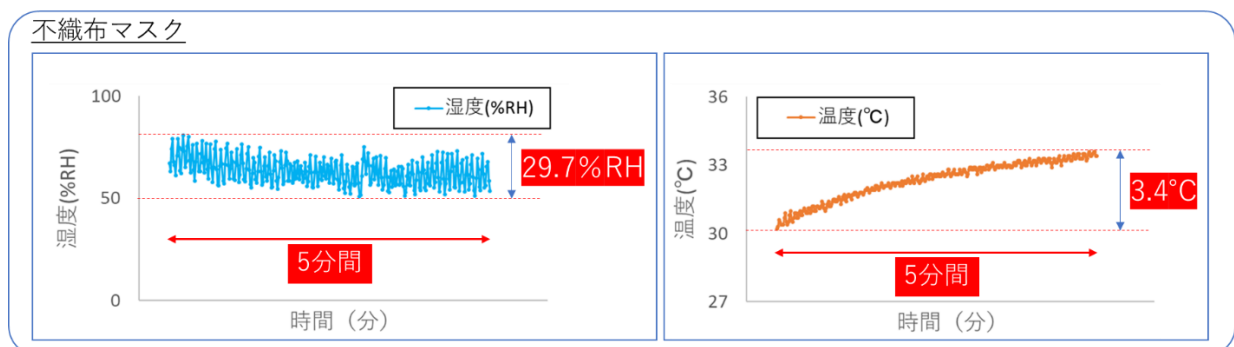 不織布マスク
100
50
0
湿度(%RH)
湿度(%RH)
29.7%RH
5分間
時間（分）
36
33
30
27
温度(℃)
温度(℃)
3.4℃
5分間
時間（分）